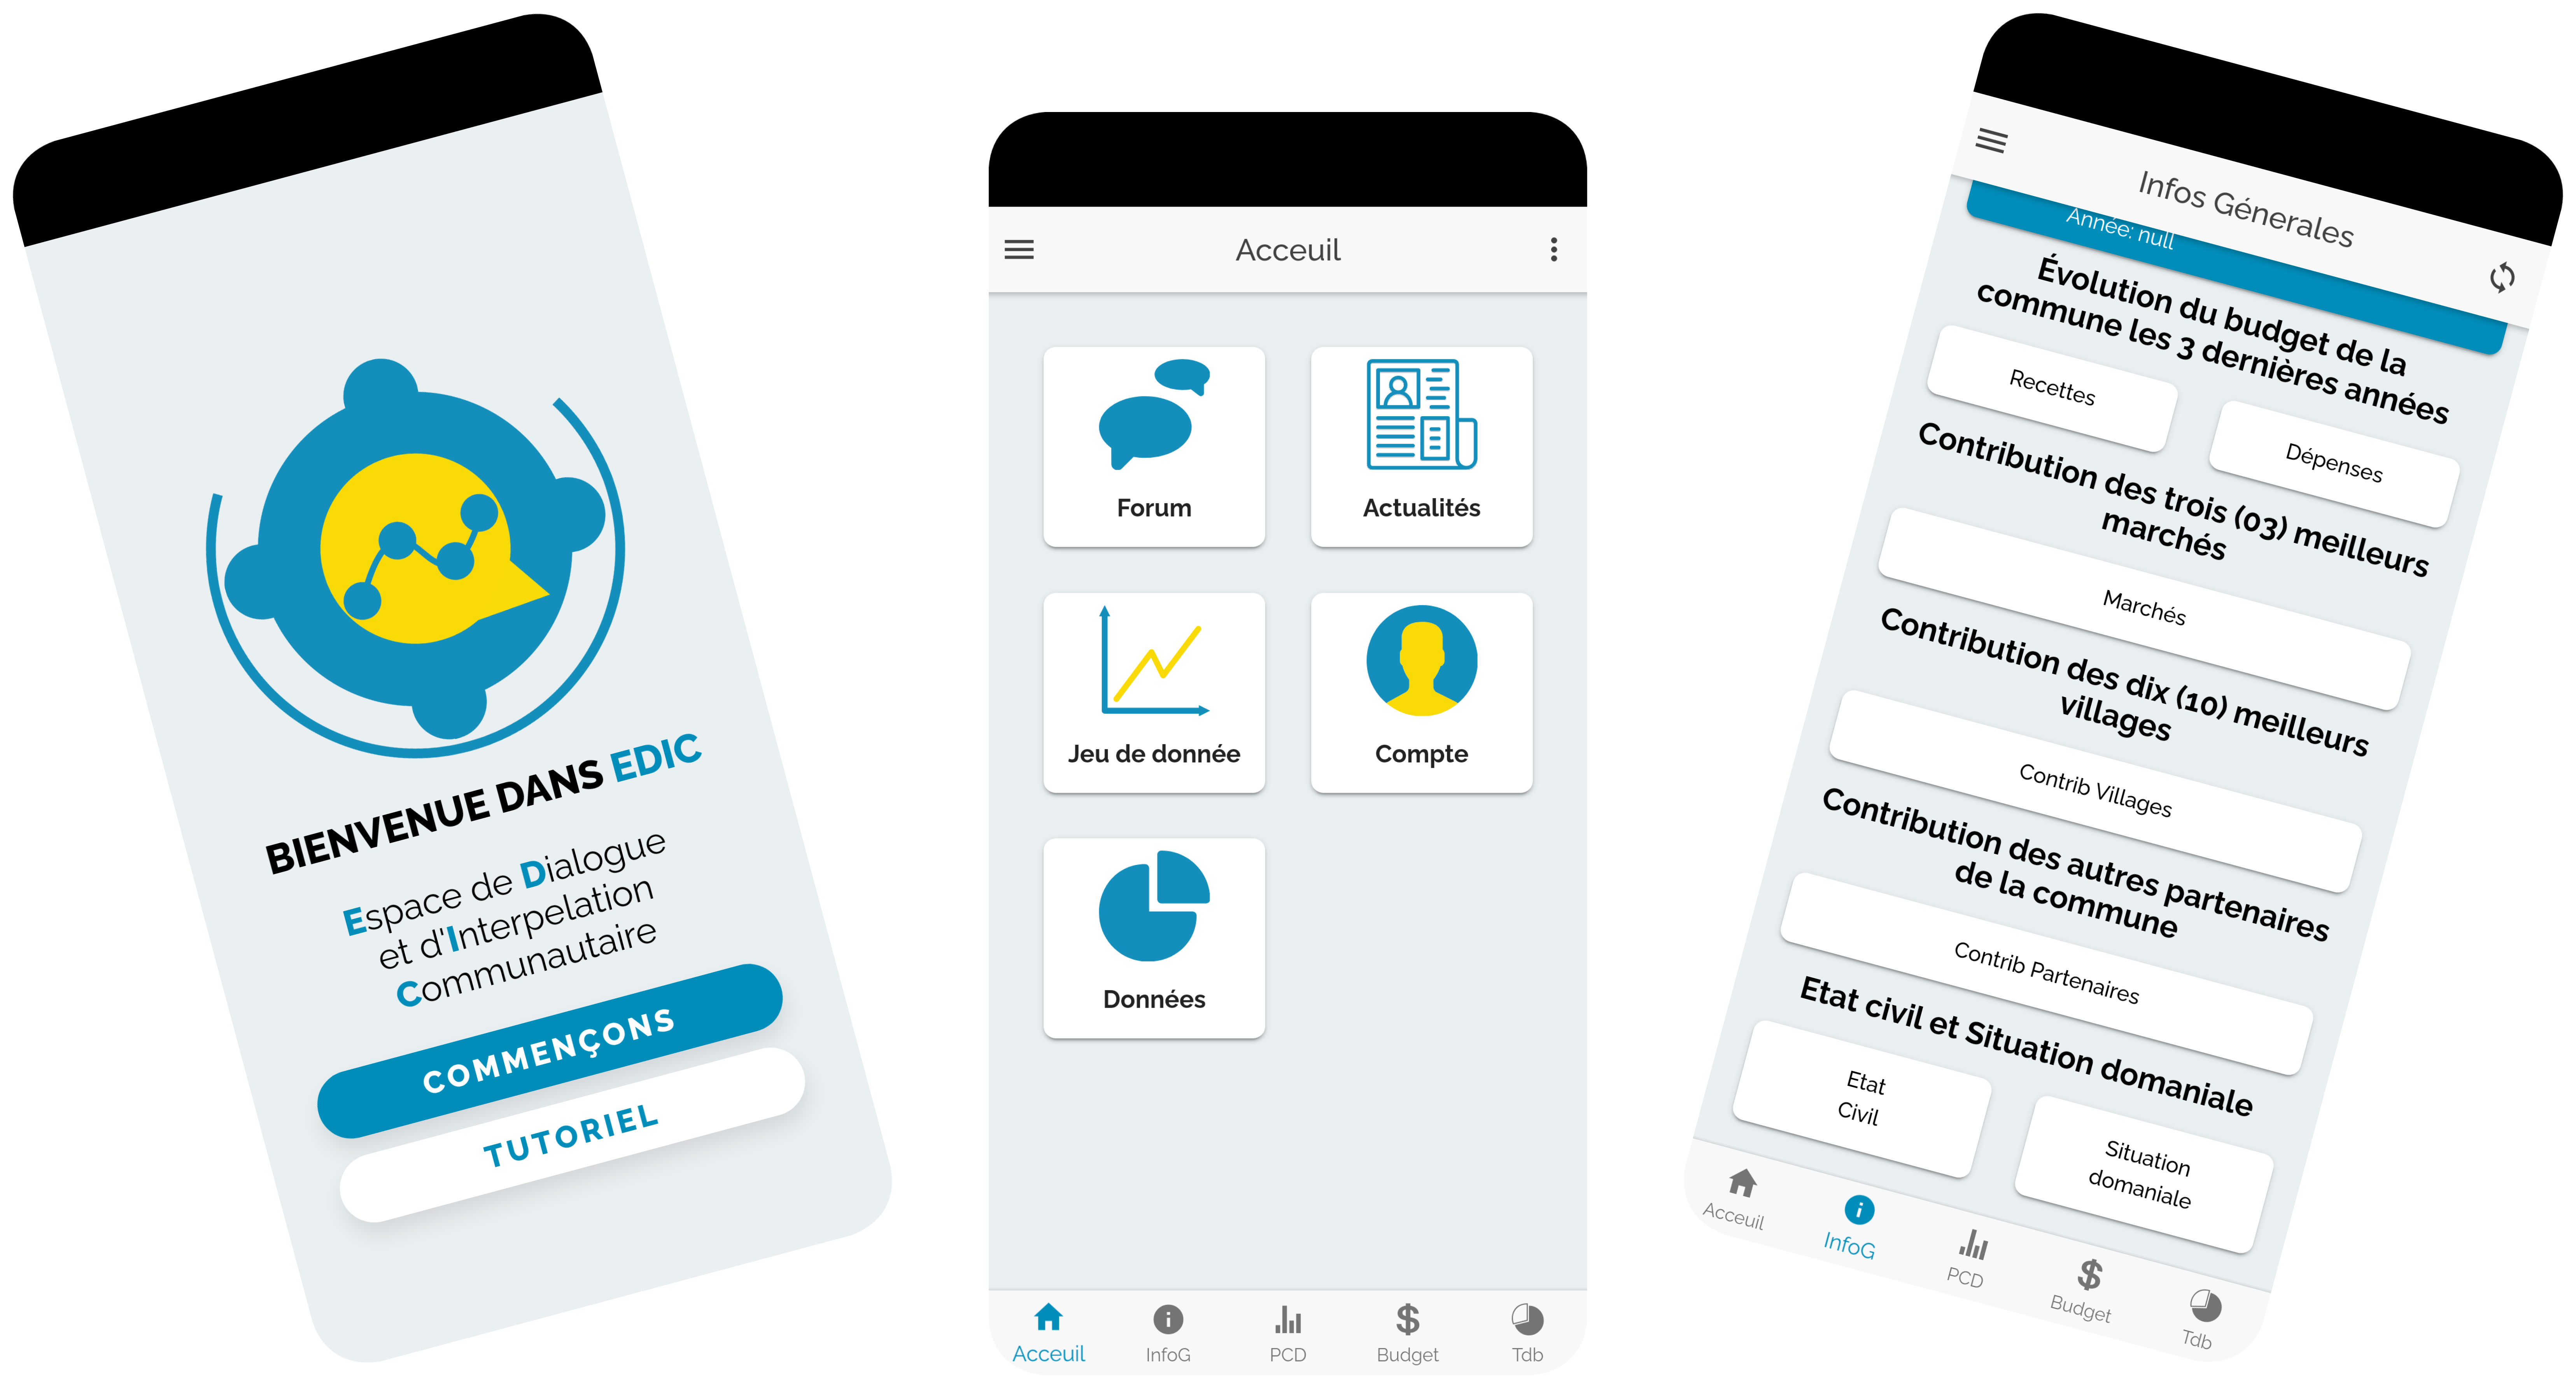 BIENVENUE DANS EDIC
Espace de Dialogue
et d'Interpelation
Communautaire
COMMENÇONS
TUTORIEL
Acceuil
Forum
Actualités
Jeu de donnée
Compte
Données
Acceuil
InfoG
PCD
Budget
Tdb
Infos Génerales
Année: null
Évolution du budget de la
commune les 3 dernières années
Recettes
Dépenses
Contribution des trois (03) meilleurs
marchés
Marchés
Contribution des dix (10) meilleurs
villages
Contrib Villages
Contribution des autres partenaires
de la commune
Contrib Partenaires
Etat civil et Situation domaniale
Etat
Civil
Situation
domaniale
Acceuil
InfoG
PCD
Budget
Tdb